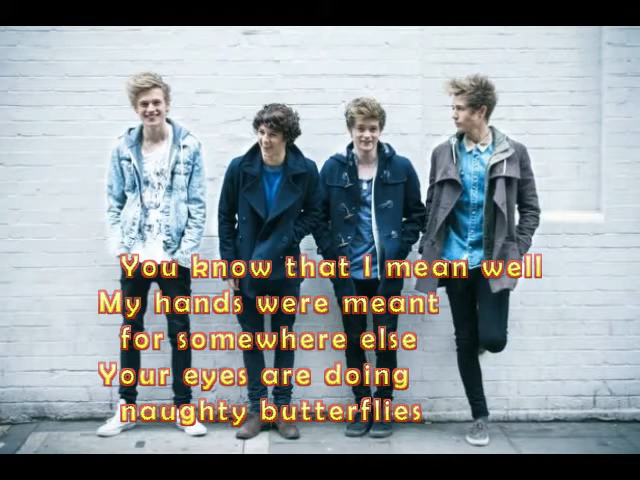 You know that I mean well
My hands were meant
for somewhere else
Your eyes are doing
naughty butterflies